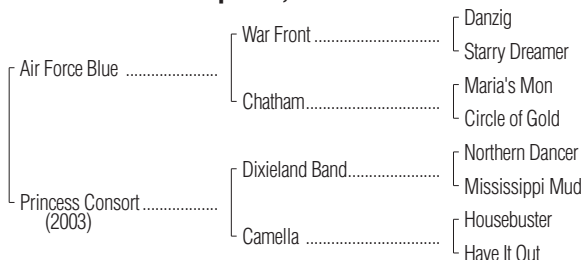 Danzig
War Front
Starry Dreamer
Air Force Blue
Maria's Mon
Chatham
Circle of Gold
Northern Dancer
Dixieland Band
Mississippi Mud
Princess Consort
(2003)
Housebuster
Camella
Have It Out